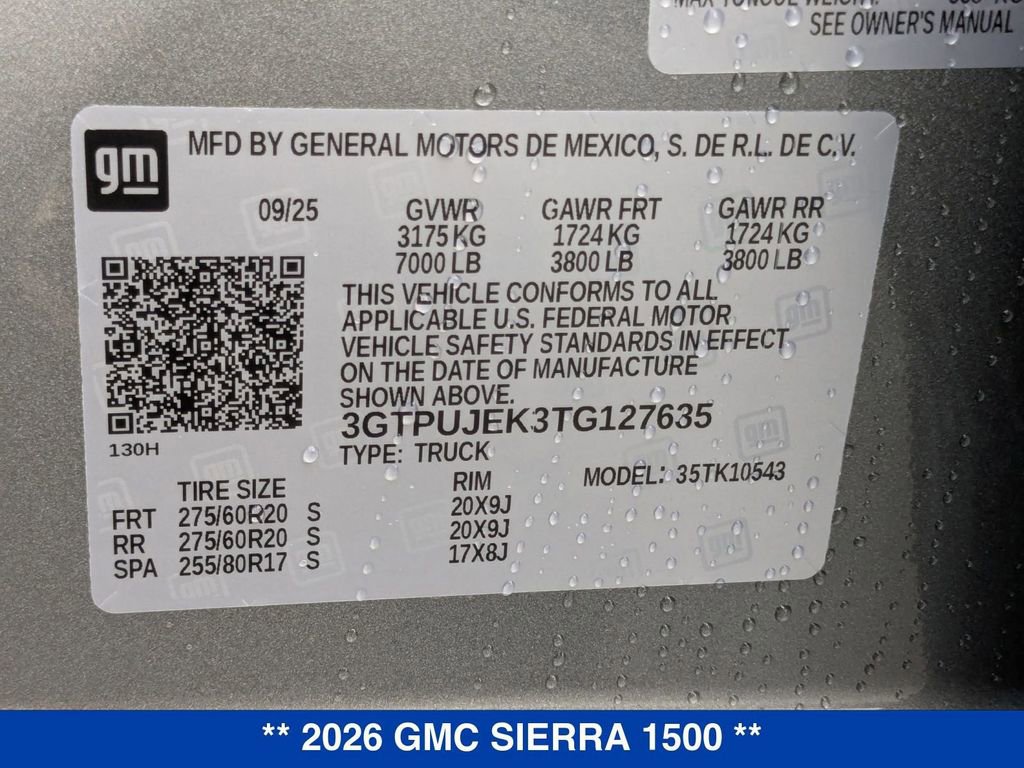 SEE OWNER'S MANUAL
gm
MFD BY GENERAL MOTORS DE MEXICO, S. DE R.L. DE C.V.
09/25 GVWR GAWR FRT GAWR RR
3175 KG 1724 KG 1724 KG
7000 LB 3800 LB 3800 LB
THIS VEHICLE CONFORMS TO ALL
APPLICABLE U.S. FEDERAL MOTOR
VEHICLE SAFETY STANDARDS IN EFFECT
ON THE DATE OF MANUFACTURE
SHOWN ABOVE.
3GTPUJEK3TG127635
130H
TYPE: TRUCK
TIRE SIZE RIM MODEL: 35TK10543
FRT 275/60R20 S 20X9J
RR 275/60R20 S 20X9J
SPA 255/80R17 S 17X8J
** 2026 GMC SIERRA 1500 **